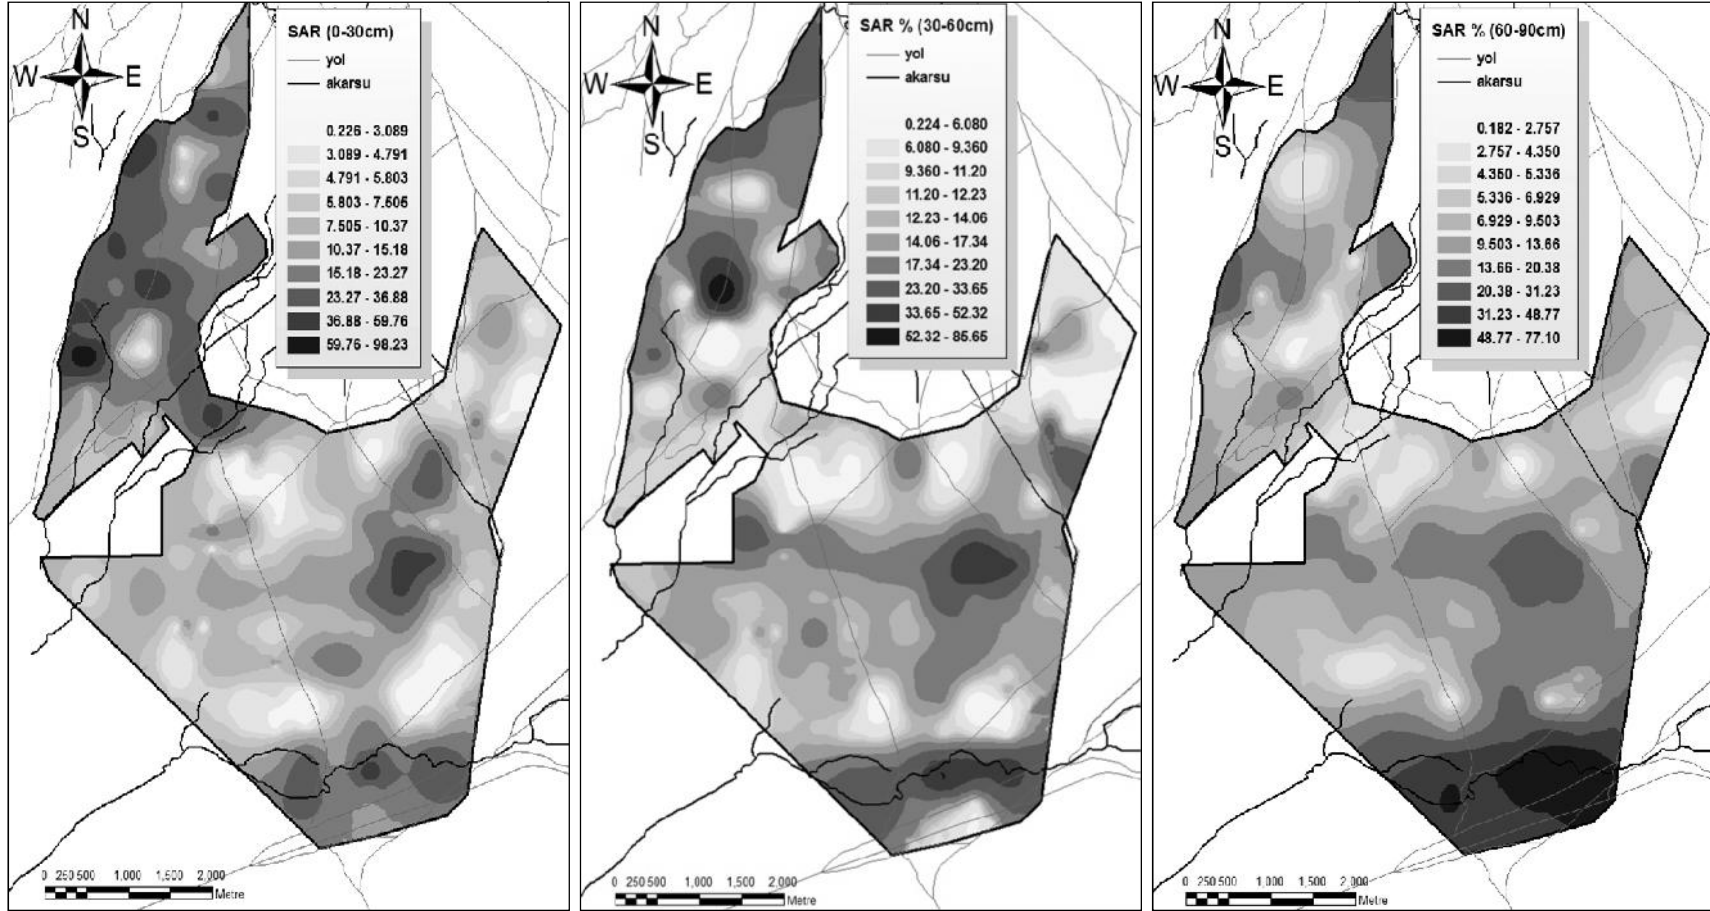 N
W E
S
SAR (0-30cm)
yol
akarsu
0.226 - 3.089
3.089 - 4.791
4.791 - 5.803
5.803 - 7.505
7.505 - 10.37
10.37 - 15.18
15.18 - 23.27
23.27 - 36.88
36.88 - 59.76
59.76 - 98.23
0 250 500 1,000 1,500 2,000
Metre
N
W E
S
SAR % (30-60cm)
yol
akarsu
0.224 - 6.080
6.080 - 9.360
9.360 - 11.20
11.20 - 12.23
12.23 - 14.06
14.06 - 17.34
17.34 - 23.20
23.20 - 33.65
33.65 - 52.32
52.32 - 85.65
0 250 500 1,000 1,500 2,000
Metre
N
W E
S
SAR % (60-90cm)
yol
akarsu
0.182 - 2.757
2.757 - 4.350
4.350 - 5.336
5.336 - 6.929
6.929 - 9.503
9.503 - 13.66
13.66 - 20.38
20.38 - 31.23
31.23 - 48.77
48.77 - 77.10
0 250 500 1,000 1,500 2,000
Metre